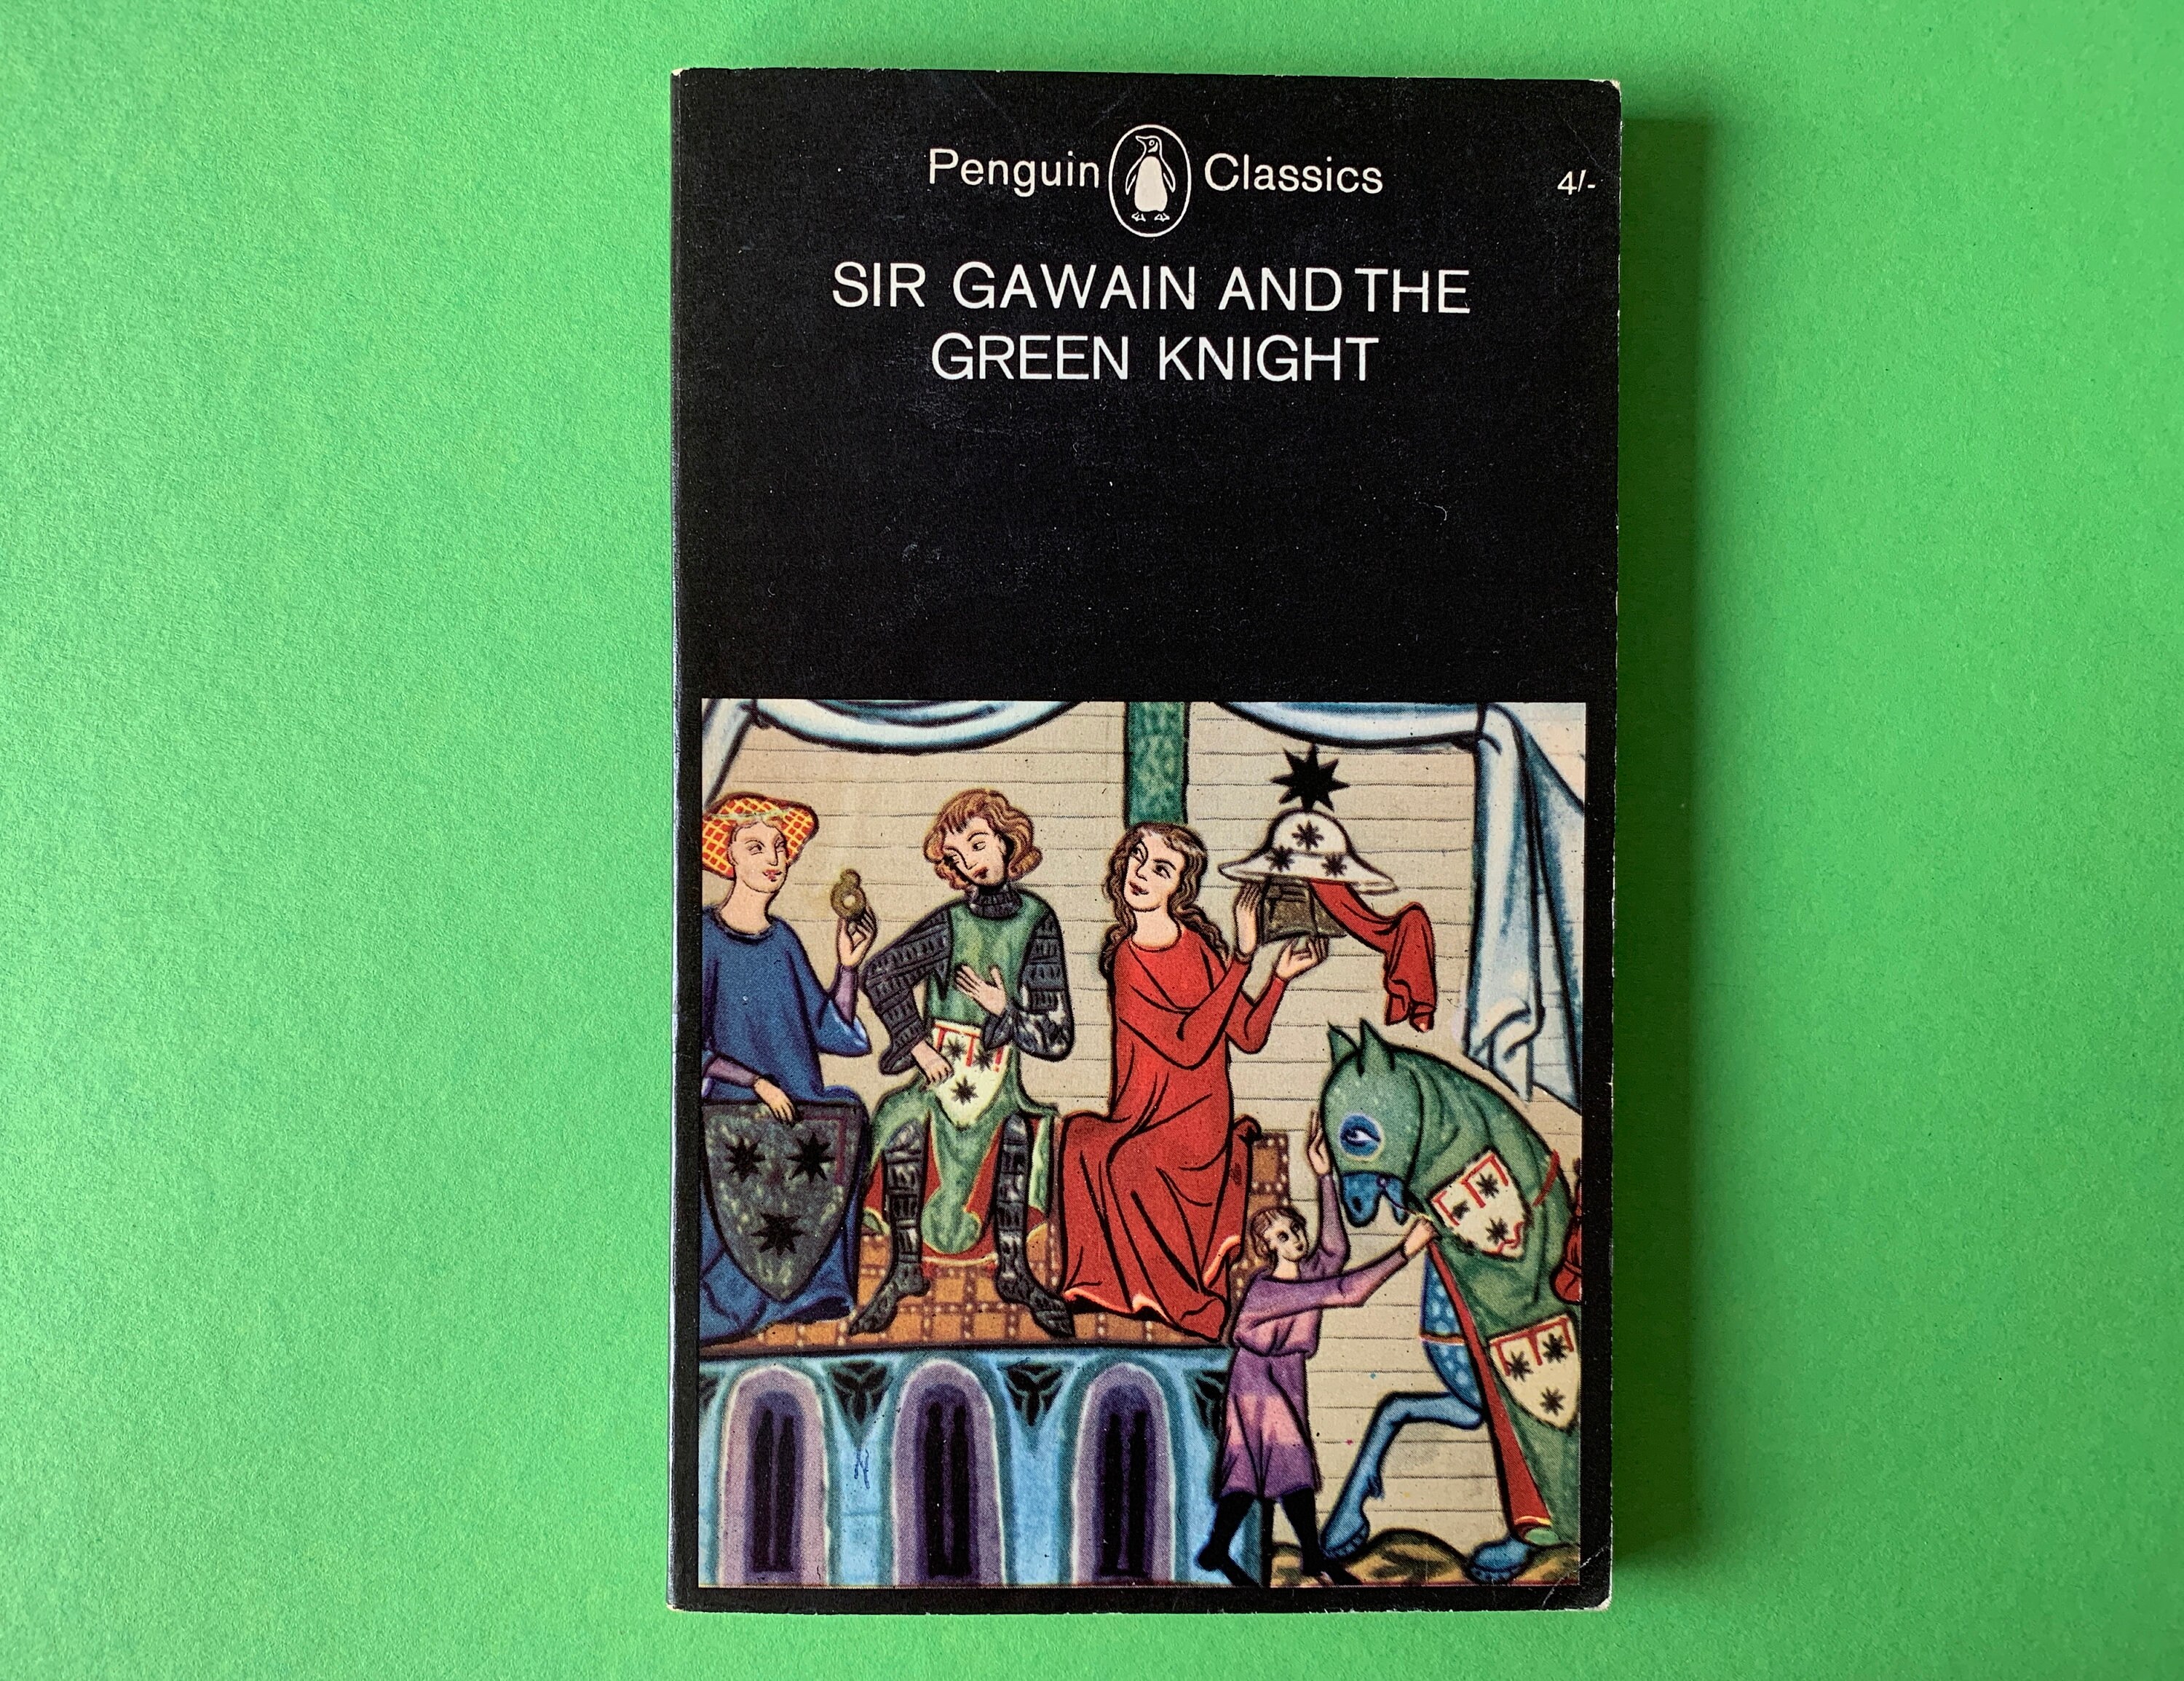 Penguin Classics
4/-
SIR GAWAIN AND THE
GREEN KNIGHT